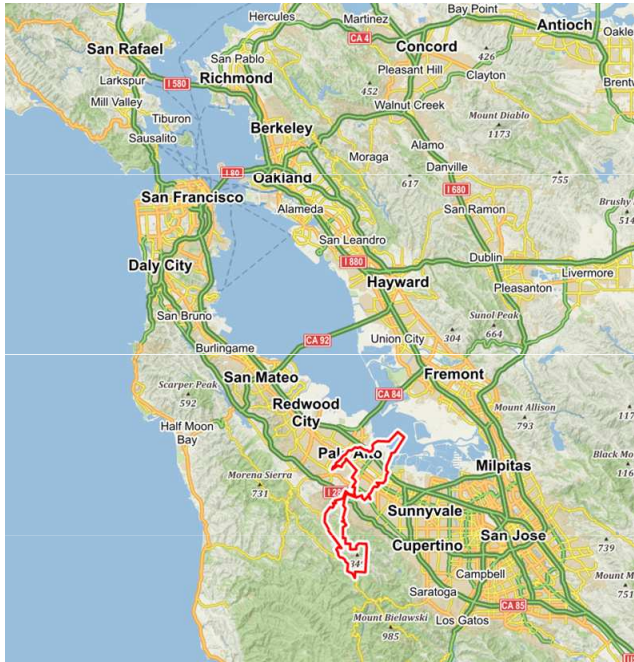 Hercules
Martinez
Bay Point
Antioch
San Rafael
San Pablo
CA 4
Concord
426
Larkspur
I 580
Richmond
Pleasant Hill
Clayton
Mill Valley
452
Walnut Creek
Tiburon
Berkeley
Mount Diablo
1173
Sausalito
Moraga
Alamo
I 80
Oakland
Danville
755
617
I 680
San Francisco
Alameda
San Ramon
San Leandro
Daly City
I 880
Dublin
Hayward
Livermore
Pleasanton
San Bruno
Sunol Peak
664
304
CA 92
Union City
Burlingame
San Mateo
Fremont
Scarper Peak
592
CA 84
Redwood
City
Mount Allison
793
Half Moon
Bay
Palo Alto
Milpitas
Morena Sierra
731
Sunnyvale
San Jose
Cupertino
739
Campbell
Saratoga
CA 85
Mount Bielawski
985
Los Gatos